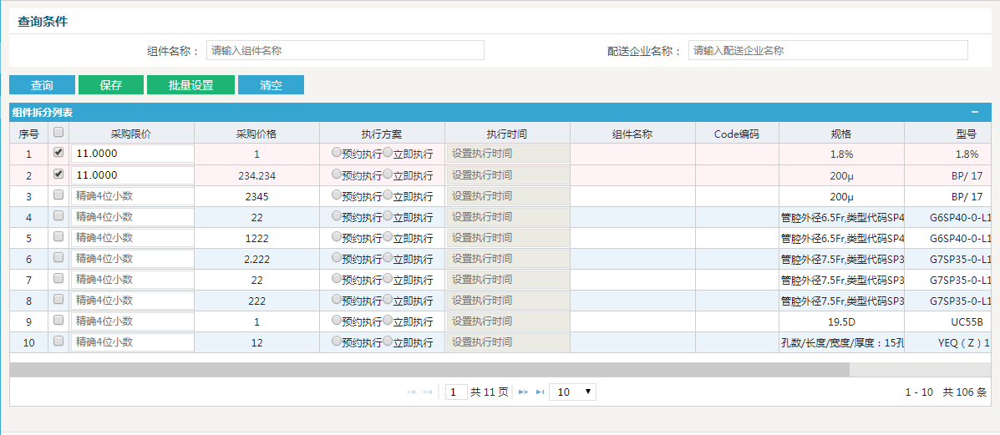 查询条件
组件名称： 请输入组件名称 配送企业名称： 请输入配送企业名称
查询 保存 批量设置 清空
组件拆分列表
序号 采购限价 采购价格 执行方案 执行时间 组件名称 Code编码 规格 型号
1 11.0000 1 预约执行 立即执行 设置执行时间 1.8% 1.8%
2 11.0000 234.234 预约执行 立即执行 设置执行时间 200μ BP/ 17
3 精确4位小数 2345 预约执行 立即执行 设置执行时间 200μ BP/ 17
4 精确4位小数 22 预约执行 立即执行 设置执行时间 管腔外径6.5Fr,类型代码SP4 G6SP40-0-L1
5 精确4位小数 1222 预约执行 立即执行 设置执行时间 管腔外径6.5Fr,类型代码SP4 G6SP40-0-L1
6 精确4位小数 2.222 预约执行 立即执行 设置执行时间 管腔外径7.5Fr,类型代码SP3 G7SP35-0-L1
7 精确4位小数 22 预约执行 立即执行 设置执行时间 管腔外径7.5Fr,类型代码SP3 G7SP35-0-L1
8 精确4位小数 222 预约执行 立即执行 设置执行时间 管腔外径7.5Fr,类型代码SP3 G7SP35-0-L1
9 精确4位小数 1 预约执行 立即执行 设置执行时间 19.5D UC55B
10 精确4位小数 12 预约执行 立即执行 设置执行时间 孔数/长度/宽度/厚度：15孔 YEQ（Z）1
1 共 11 页 10 1 - 10 共 106 条